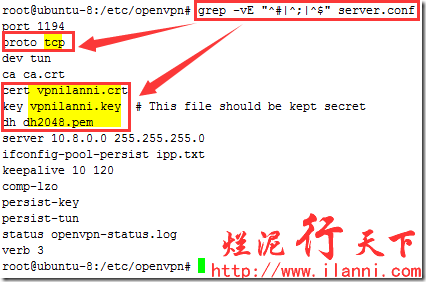 root@ubuntu-8:/etc/openvpn# grep -vE "^#|^;|^$" server.conf
port 1194
proto tcp
dev tun
ca ca.crt
cert vpnilanni.crt
key vpnilanni.key  # This file should be kept secret
dh dh2048.pem
server 10.8.0.0 255.255.255.0
ifconfig-pool-persist ipp.txt
keepalive 10 120
comp-lzo
persist-key
persist-tun
status openvpn-status.log
verb 3
root@ubuntu-8:/etc/openvpn#
烂泥行天下
http://www.ilanni.com